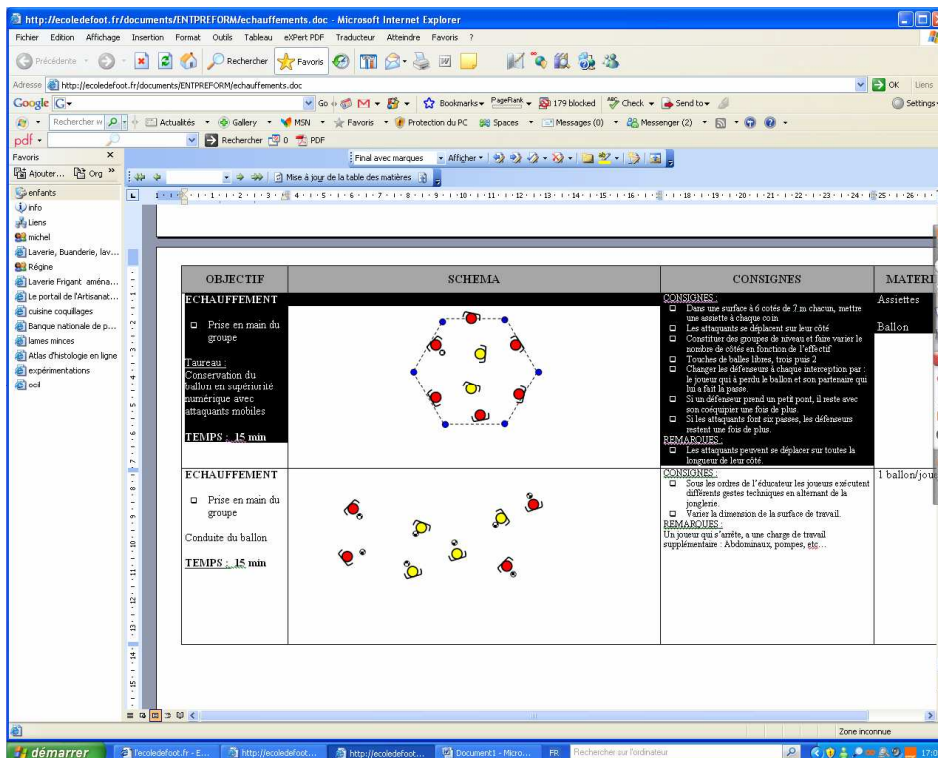 http://ecoledefoot.fr/documents/ENTPREFORM/echauffements.doc - Microsoft Internet Explorer
Fichier Edition Affichage Insertion Format Outils Tableau eXpert PDF Traducteur Atteindre Favoris ?
Précédente Rechercher Favoris
Adresse http://ecoledefoot.fr/documents/ENTPREFORM/echauffements.doc OK Liens
Google G Go Bookmarks PageRank 179 blocked Check Send to Settings
Rechercher Actualités Gallery MSN Favoris Protection du PC Spaces Messages (0) Messenger (2)
pdf Rechercher 0 PDF
Favoris x Final avec marques Afficher
Ajouter... Org Mise à jour de la table des matières
enfants
info
Liens
michel
Laverie, Buanderie, lav...
Régine
Laverie Frigant aména...
Le portail de l'Artisanat...
cuisine coquillages
Banque nationale de p...
lames minces
Atlas d'histologie en ligne
expérimentations
OBJECTIF SCHEMA CONSIGNES MATERI
ECHAUFFEMENT
Prise en main du
groupe
Taureau :
Conservation du
ballon en supériorité
numérique avec
attaquants mobiles
TEMPS : 15 min
CONSIGNES :
Dans une surface à 6 cotés de 7 m chacun, mettre
une assiette à chaque coin
Les attaquants se déplacent sur leur côté
Constituer des groupes de niveau et faire varier le
nombre de côtés en fonction de l'effectif
Touches de balles libres, trois puis 2
Changer les défenseurs à chaque interception par :
le joueur qui à perdu le ballon et son partenaire qui
lui a fait la passe.
Si un défenseur prend un petit pont, il reste avec
son coéquipier une fois de plus.
Si les attaquants font six passes, les défenseurs
restent une fois de plus.
REMARQUES :
Les attaquants peuvent se déplacer sur toutes la
longueur de leur côté.
Assiettes
Ballon
ECHAUFFEMENT
Prise en main du
groupe
Conduite du ballon
TEMPS : 15 min
CONSIGNES :
Sous les ordres de l'éducateur les joueurs exécutent
différents gestes techniques en alternant de la
jonglerie.
Varier la dimension de la surface de travail.
REMARQUES :
Un joueur qui s'arrête, a une charge de travail
supplémentaire : Abdominaux, pompes, etc…
1 ballon/jou
Zone inconnue
démarrer l'ecoledefoot.fr - E... http://ecoledefoot... http://ecoledefoot... Document1 - Micro... FR Rechercher sur l'ordinateur